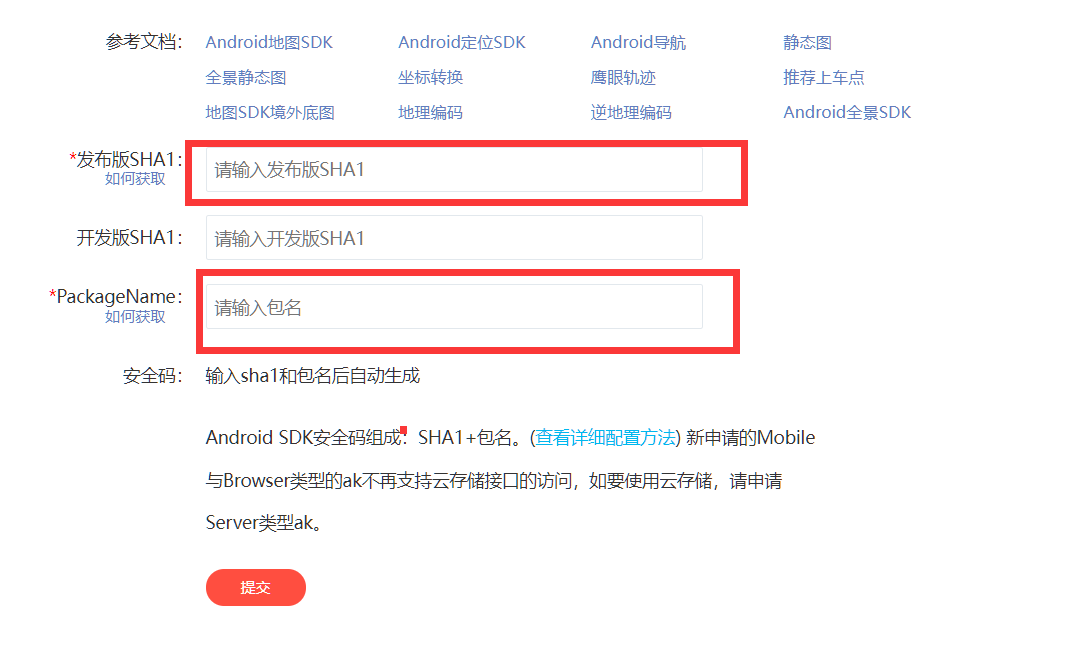 参考文档： Android地图SDK Android定位SDK Android导航 静态图
全景静态图 坐标转换 鹰眼轨迹 推荐上车点
地图SDK境外底图 地理编码 逆地理编码 Android全景SDK
*发布版SHA1： 请输入发布版SHA1
如何获取
开发版SHA1： 请输入开发版SHA1
*PackageName： 请输入包名
如何获取
安全码： 输入sha1和包名后自动生成
Android SDK安全码组成：SHA1+包名。(查看详细配置方法) 新申请的Mobile
与Browser类型的ak不再支持云存储接口的访问，如要使用云存储，请申请
Server类型ak。
提交